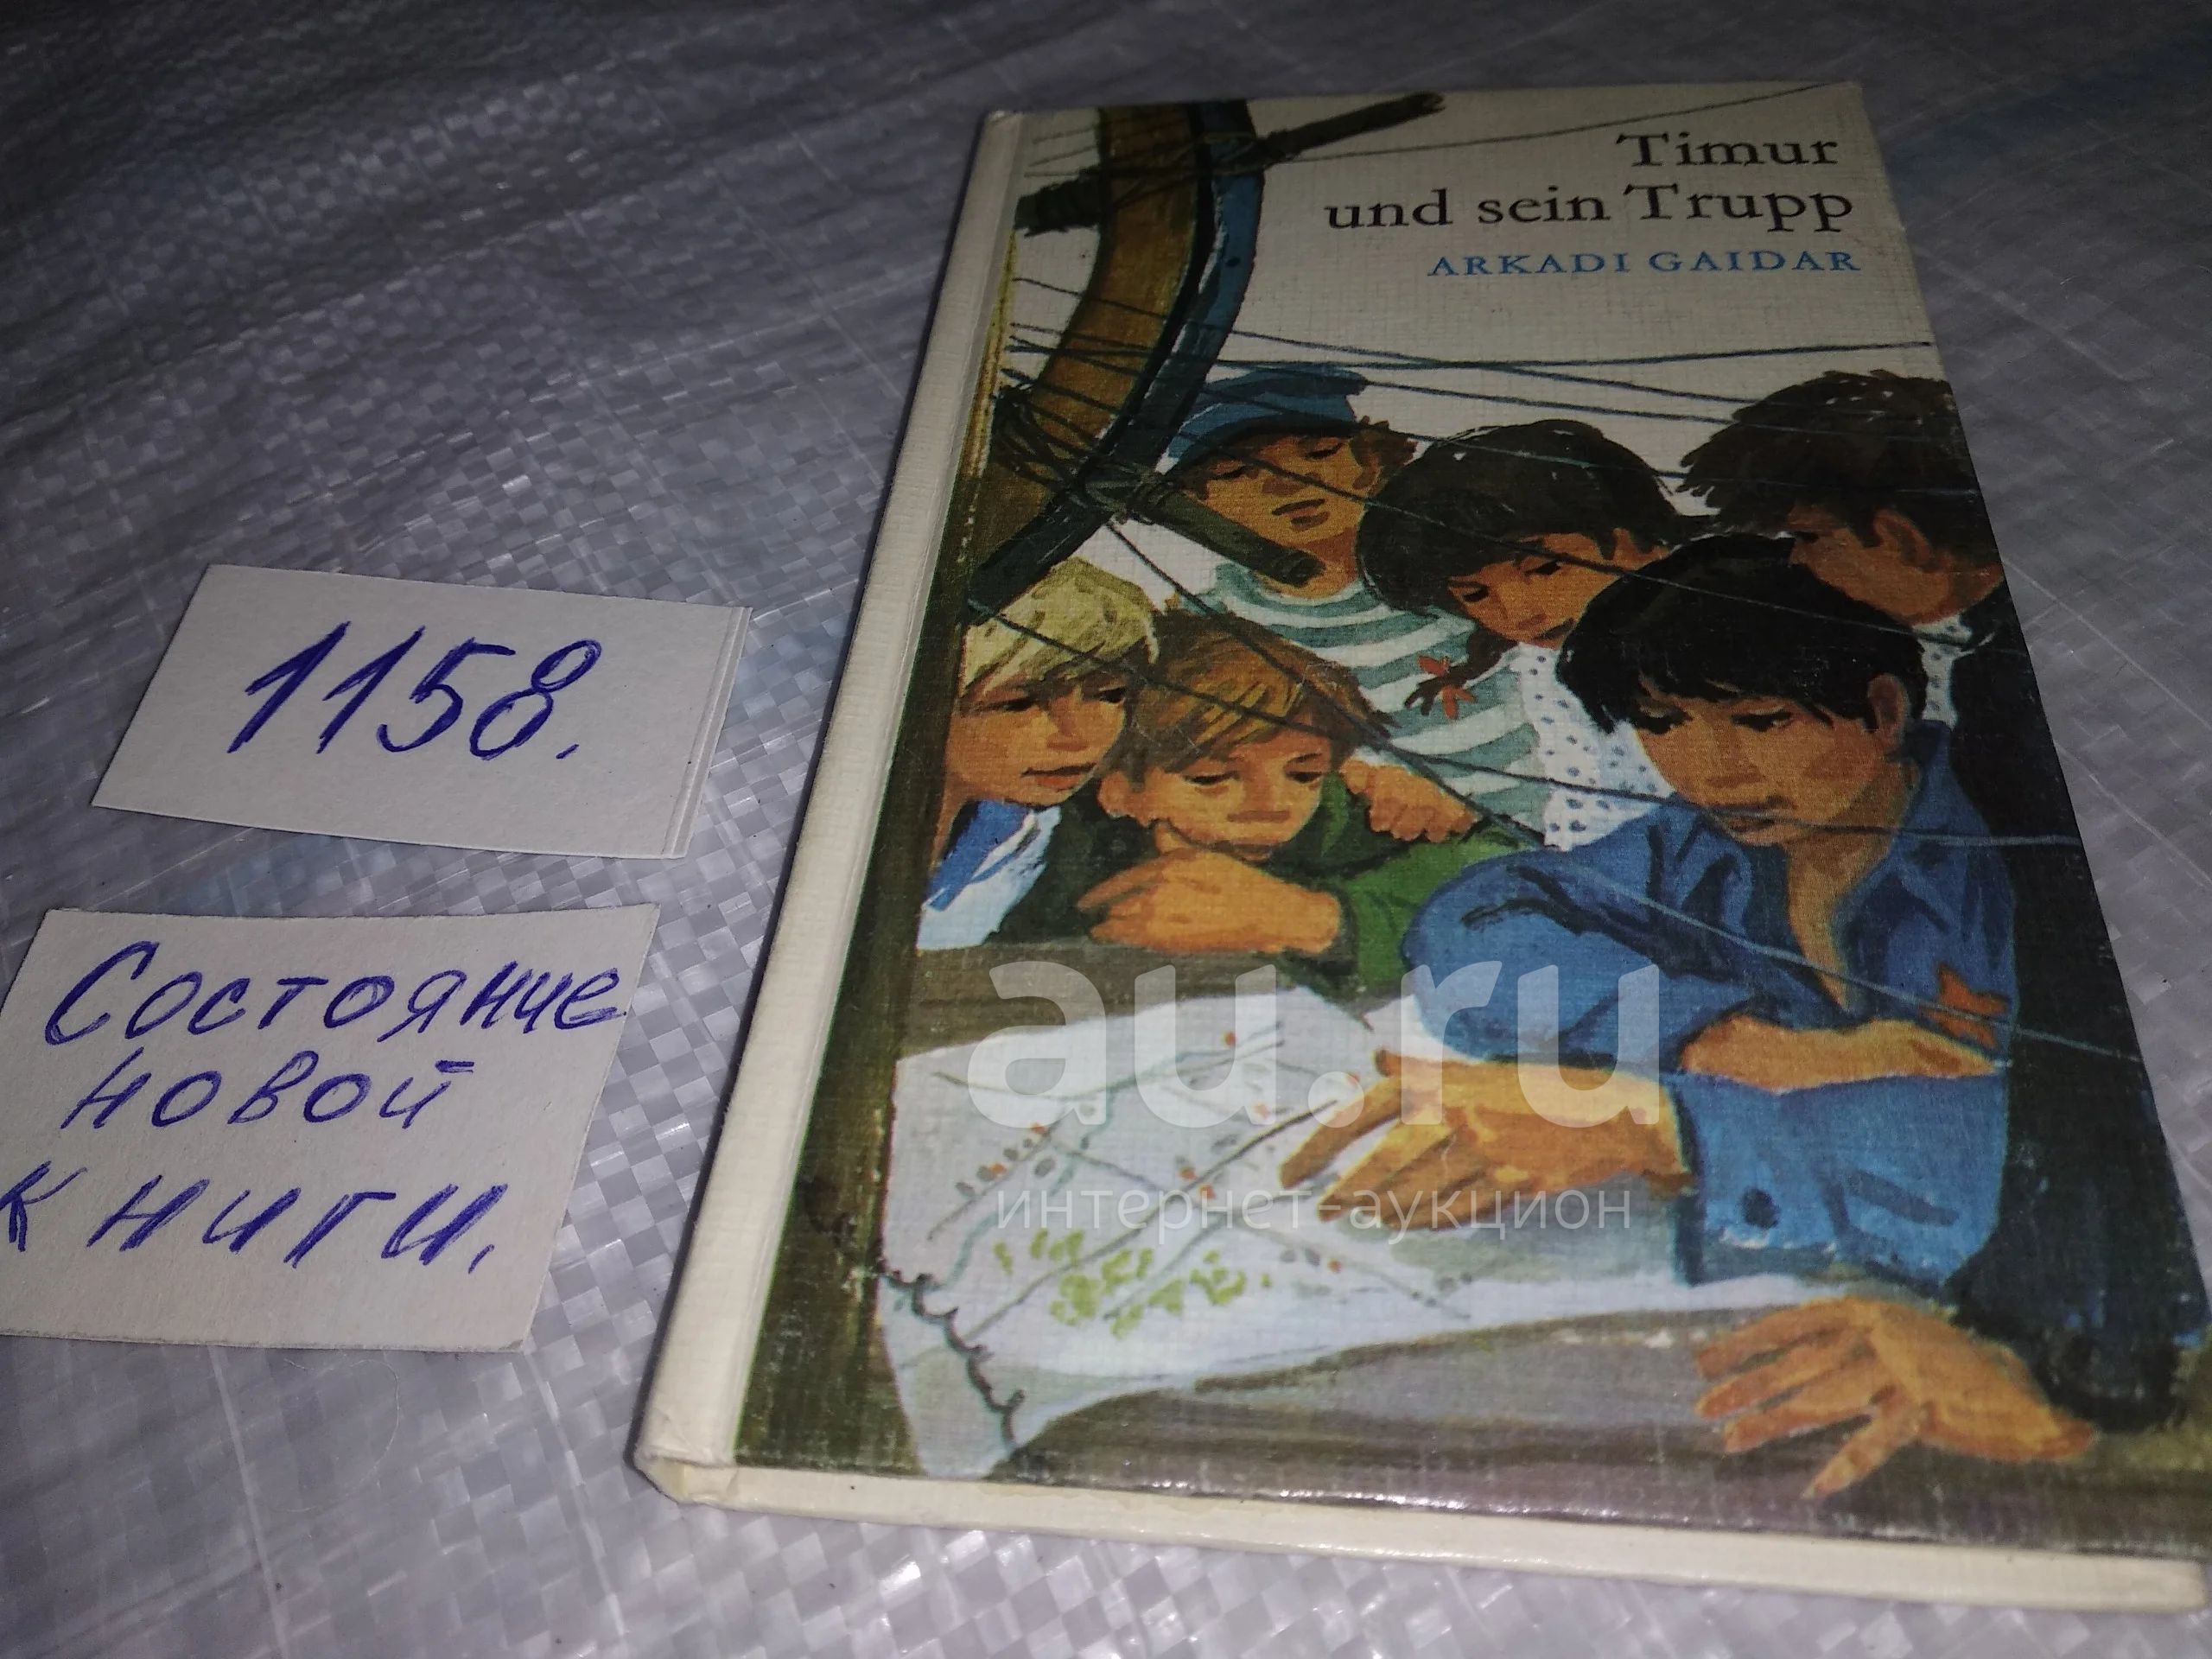 Timur
und sein Trupp
ARKADI GAIDAR
1158.
Состояние
новой
книги.
au.ru
интернет-аукцион